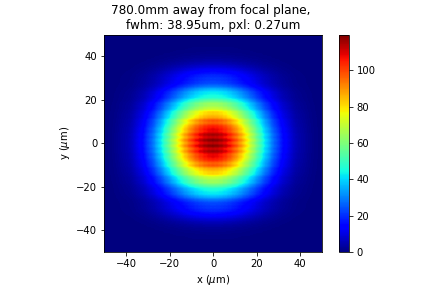 780.0mm away from focal plane,
fwhm: 38.95um, pxl: 0.27um
40
20
0
−20
−40
y (μm)
−40 −20 0 20 40
x (μm)
100
80
60
40
20
0